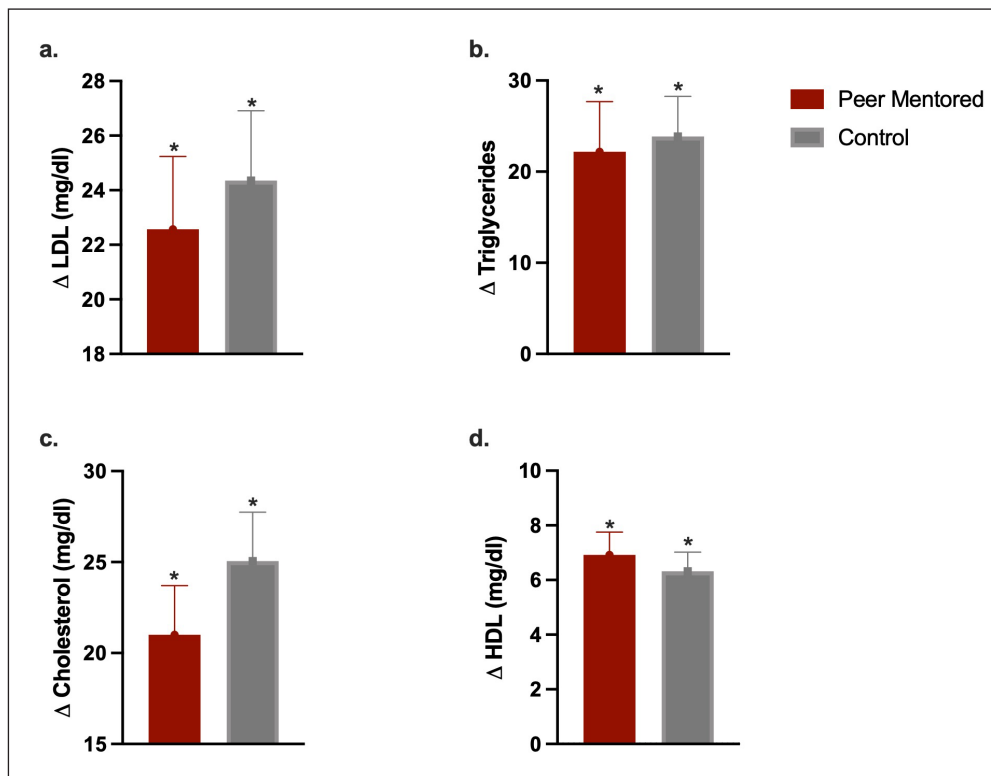 a.
28
26
24
22
20
18
Δ LDL (mg/dl)
*
*
b.
30
20
10
0
Δ Triglycerides
*
*
Peer Mentored
Control
c.
30
25
20
15
Δ Cholesterol (mg/dl)
*
*
d.
10
8
6
4
2
0
Δ HDL (mg/dl)
*
*